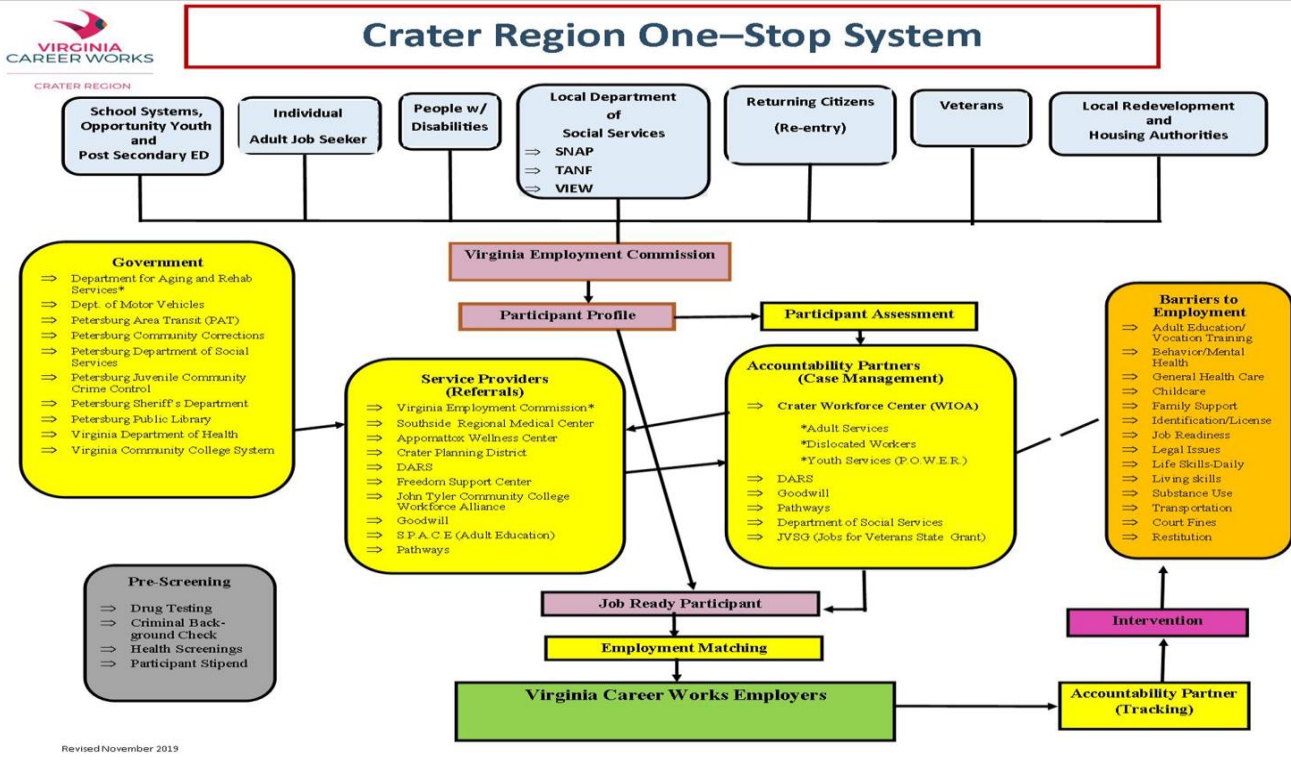 VIRGINIA
CAREER WORKS
CRATER REGION
Crater Region One–Stop System
School Systems,
Opportunity Youth
and
Post Secondary ED
Individual
Adult Job Seeker
People w/
Disabilities
Local Department
of
Social Services
⇒ SNAP
⇒ TANF
⇒ VIEW
Returning Citizens
(Re-entry)
Veterans
Local Redevelopment
and
Housing Authorities
Virginia Employment Commission
Participant Profile
Participant Assessment
Government
⇒ Department for Aging and Rehab
Services*
⇒ Dept. of Motor Vehicles
⇒ Petersburg Area Transit (PAT)
⇒ Petersburg Community Corrections
⇒ Petersburg Department of Social
Services
⇒ Petersburg Juvenile Community
Crime Control
⇒ Petersburg Sheriff's Department
⇒ Petersburg Public Library
⇒ Virginia Department of Health
⇒ Virginia Community College System
Service Providers
(Referrals)
⇒ Virginia Employment Commission*
⇒ Southside Regional Medical Center
⇒ Appomattox Wellness Center
⇒ Crater Planning District
⇒ DARS
⇒ Freedom Support Center
⇒ John Tyler Community College
Workforce Alliance
⇒ Goodwill
⇒ S.P.A.C.E (Adult Education)
⇒ Pathways
Accountability Partners
(Case Management)
⇒ Crater Workforce Center (WIOA)
*Adult Services
*Dislocated Workers
*Youth Services (P.O.W.E.R.)
⇒ DARS
⇒ Goodwill
⇒ Pathways
⇒ Department of Social Services
⇒ JVSG (Jobs for Veterans State Grant)
Barriers to
Employment
⇒ Adult Education/
Vocation Training
⇒ Behavior/Mental
Health
⇒ General Health Care
⇒ Childcare
⇒ Family Support
⇒ Identification/License
⇒ Job Readiness
⇒ Legal Issues
⇒ Life Skills-Daily
⇒ Living skills
⇒ Substance Use
⇒ Transportation
⇒ Court Fines
⇒ Restitution
Pre-Screening
⇒ Drug Testing
⇒ Criminal Back-
ground Check
⇒ Health Screenings
⇒ Participant Stipend
Job Ready Participant
Employment Matching
Virginia Career Works Employers
Intervention
Accountability Partner
(Tracking)
Revised November 2019